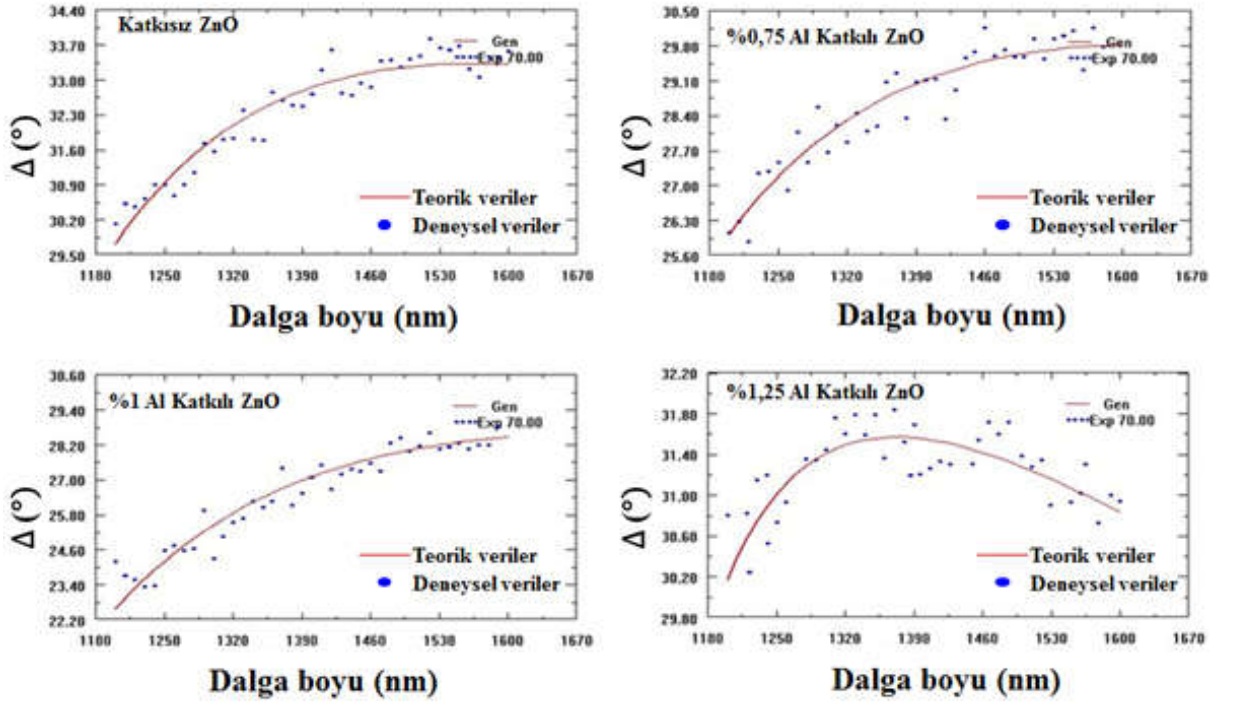 Katkısız ZnO
34.40
33.70
33.00
32.30
31.60
30.90
30.20
29.50
Δ (°)
Gen
Exp 70.00
Teorik veriler
Deneysel veriler
1180 1250 1320 1390 1460 1530 1600 1670
Dalga boyu (nm)
%0,75 Al Katkılı ZnO
30.50
29.80
29.10
28.40
27.70
27.00
26.30
25.60
Δ (°)
Gen
Exp 70.00
Teorik veriler
Deneysel veriler
1180 1250 1320 1390 1460 1530 1600 1670
Dalga boyu (nm)
%1 Al Katkılı ZnO
30.60
29.40
28.20
27.00
25.80
24.60
23.40
22.20
Δ (°)
Gen
Exp 70.00
Teorik veriler
Deneysel veriler
1180 1250 1320 1390 1460 1530 1600 1670
Dalga boyu (nm)
%1,25 Al Katkılı ZnO
32.20
31.80
31.40
31.00
30.60
30.20
29.80
Δ (°)
Gen
Exp 70.00
Teorik veriler
Deneysel veriler
1180 1250 1320 1390 1460 1530 1600 1670
Dalga boyu (nm)